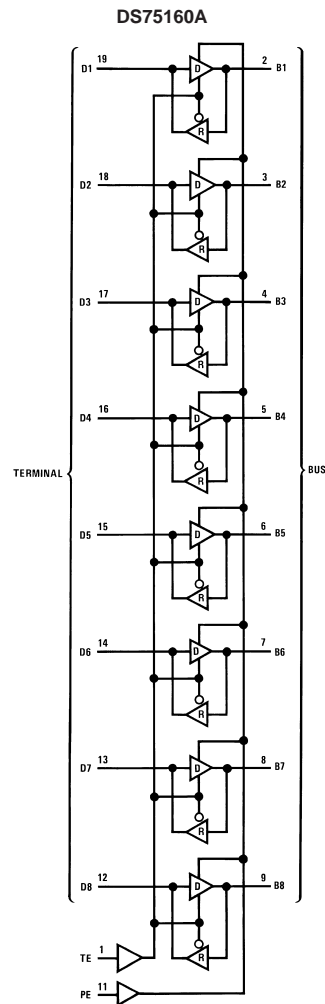 DS75160A
D1 19 D R 2 B1
D2 18 D R 3 B2
D3 17 D R 4 B3
D4 16 D R 5 B4
TERMINAL BUS
D5 15 D R 6 B5
D6 14 D R 7 B6
D7 13 D R 8 B7
D8 12 D R 9 B8
TE 1
PE 11